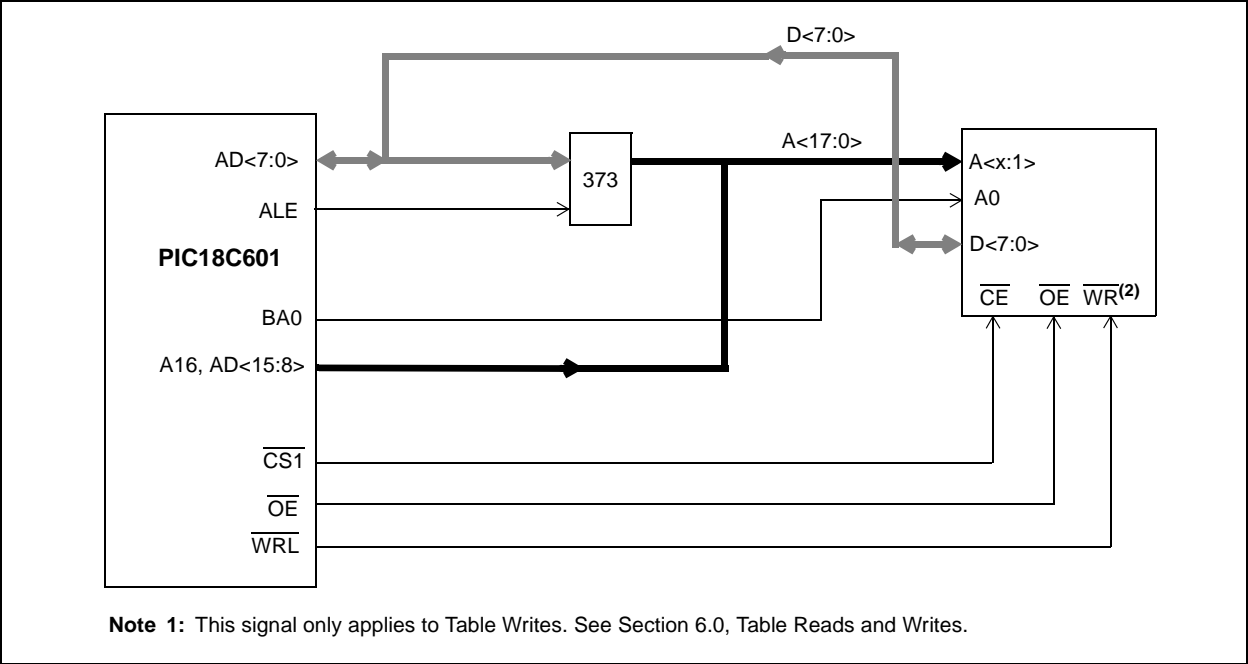 D<7:0>
AD<7:0>
373
A<17:0>
A<x:1>
ALE
A0
PIC18C601
D<7:0>
CE OE WR(2)
BA0
A16, AD<15:8>
CS1
OE
WRL
Note 1: This signal only applies to Table Writes. See Section 6.0, Table Reads and Writes.